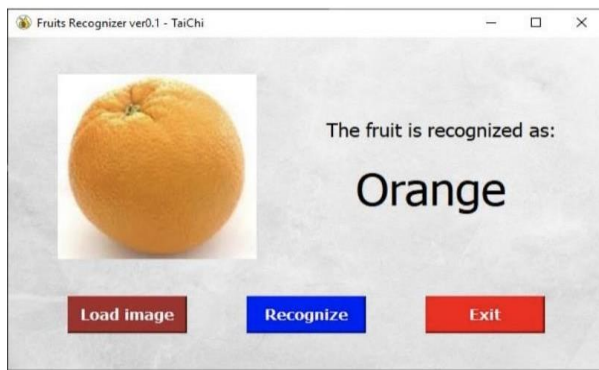 Fruits Recognizer ver0.1 - TaiChi
The fruit is recognized as:
Orange
Load image
Recognize
Exit